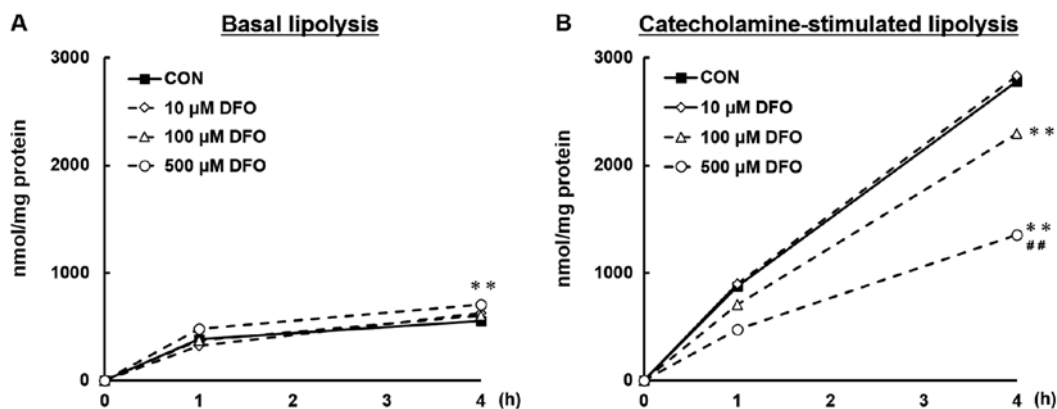 A
Basal lipolysis
3000
2000
1000
0
nmol/mg protein
CON
10 µM DFO
100 µM DFO
500 µM DFO
**
0 1 2 3 4 (h)
B
Catecholamine-stimulated lipolysis
3000
2000
1000
0
nmol/mg protein
CON
10 µM DFO
100 µM DFO
500 µM DFO
**
**
##
0 1 2 3 4 (h)